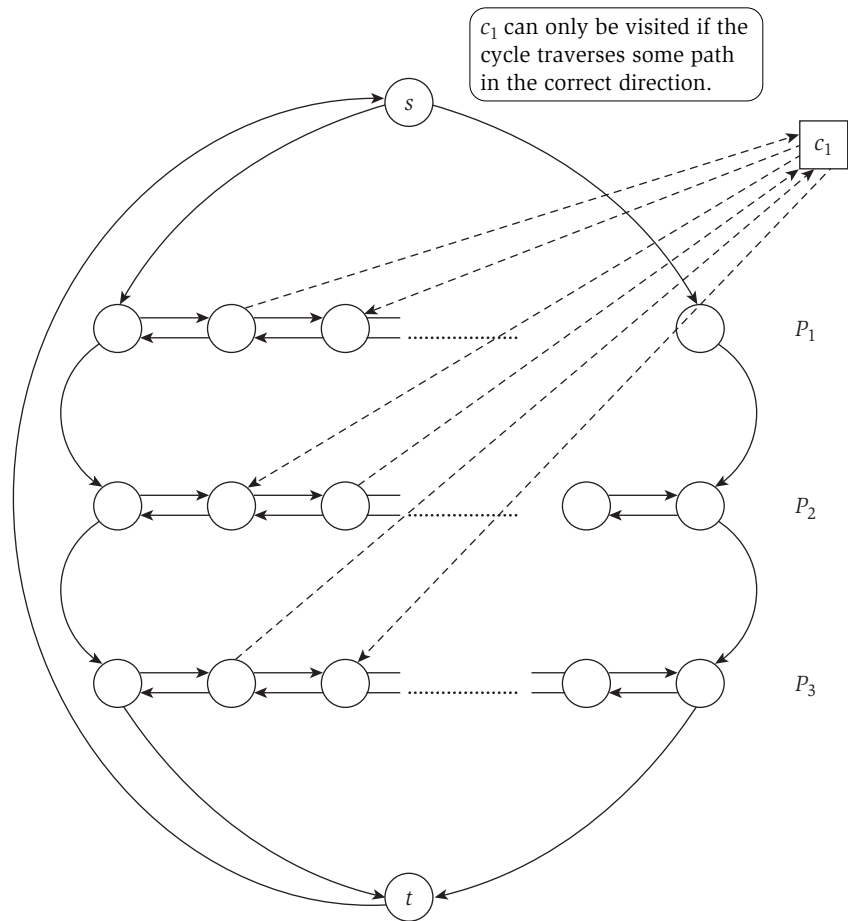 c₁ can only be visited if the
cycle traverses some path
in the correct direction.
s
c₁
P₁
P₂
P₃
t